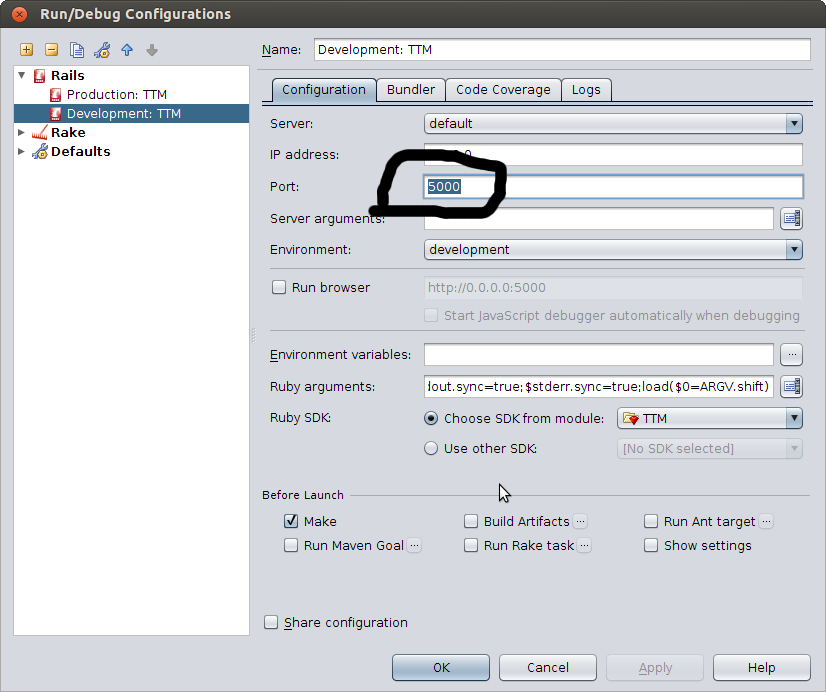 Run/Debug Configurations
Name: Development: TTM
Rails
Production: TTM
Development: TTM
Rake
Defaults
Configuration Bundler Code Coverage Logs
Server: default
IP address:
Port: 5000
Server arguments:
Environment: development
Run browser http://0.0.0.0:5000
Start JavaScript debugger automatically when debugging
Environment variables: ...
Ruby arguments: dout.sync=true;$stderr.sync=true;load($0=ARGV.shift)
Ruby SDK: Choose SDK from module: TTM
Use other SDK: [No SDK selected]
Before Launch
Make Build Artifacts ... Run Ant target ...
Run Maven Goal ... Run Rake task ... Show settings
Share configuration
OK Cancel Apply Help